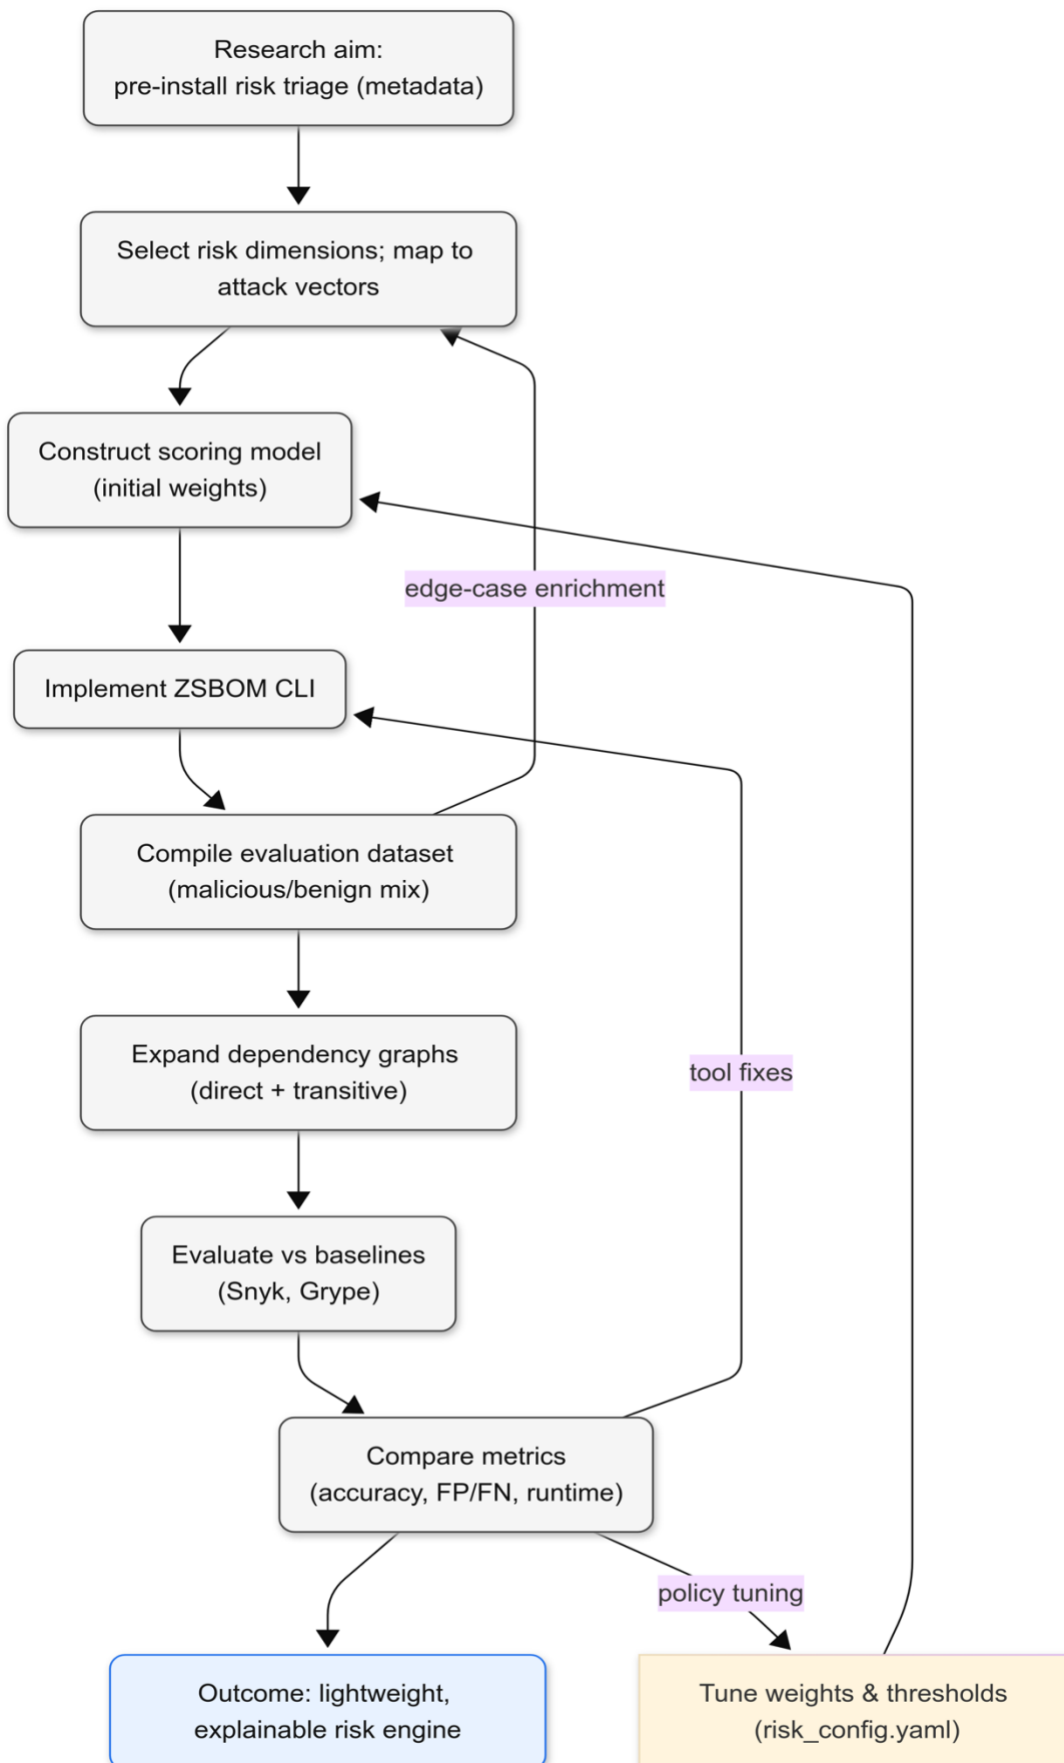 Research aim:
pre-install risk triage (metadata)
Select risk dimensions; map to
attack vectors
Construct scoring model
(initial weights)
edge-case enrichment
Implement ZSBOM CLI
Compile evaluation dataset
(malicious/benign mix)
Expand dependency graphs
(direct + transitive)
tool fixes
Evaluate vs baselines
(Snyk, Grype)
Compare metrics
(accuracy, FP/FN, runtime)
policy tuning
Outcome: lightweight,
explainable risk engine
Tune weights & thresholds
(risk_config.yaml)